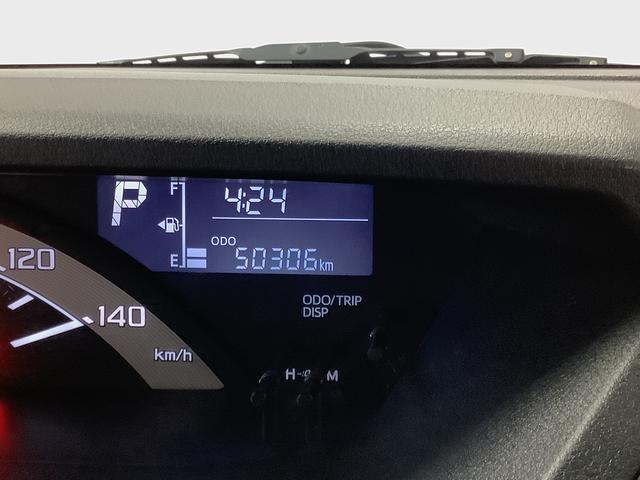 P
F
4:24
ODO
E
50306km
120
140
km/h
ODO/TRIP
DISP
H M